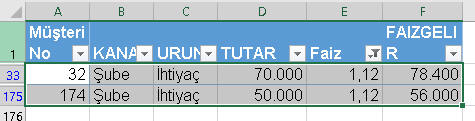 A B C D E F
Müşteri FAIZGELI
1 No KANA URUN TUTAR Faiz R
33 32 Şube İhtiyaç 70.000 1,12 78.400
175 174 Şube İhtiyaç 50.000 1,12 56.000
176